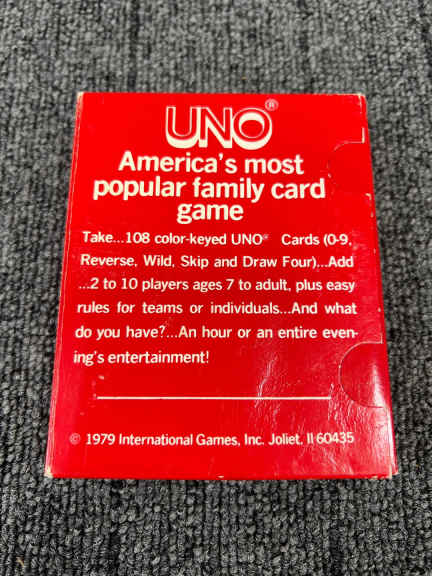 UNO®
America's most
popular family card
game
Take...108 color-keyed UNO® Cards (0-9,
Reverse, Wild, Skip and Draw Four)...Add
...2 to 10 players ages 7 to adult, plus easy
rules for teams or individuals...And what
do you have?...An hour or an entire even-
ing's entertainment!
© 1979 International Games, Inc. Joliet, Il 60435